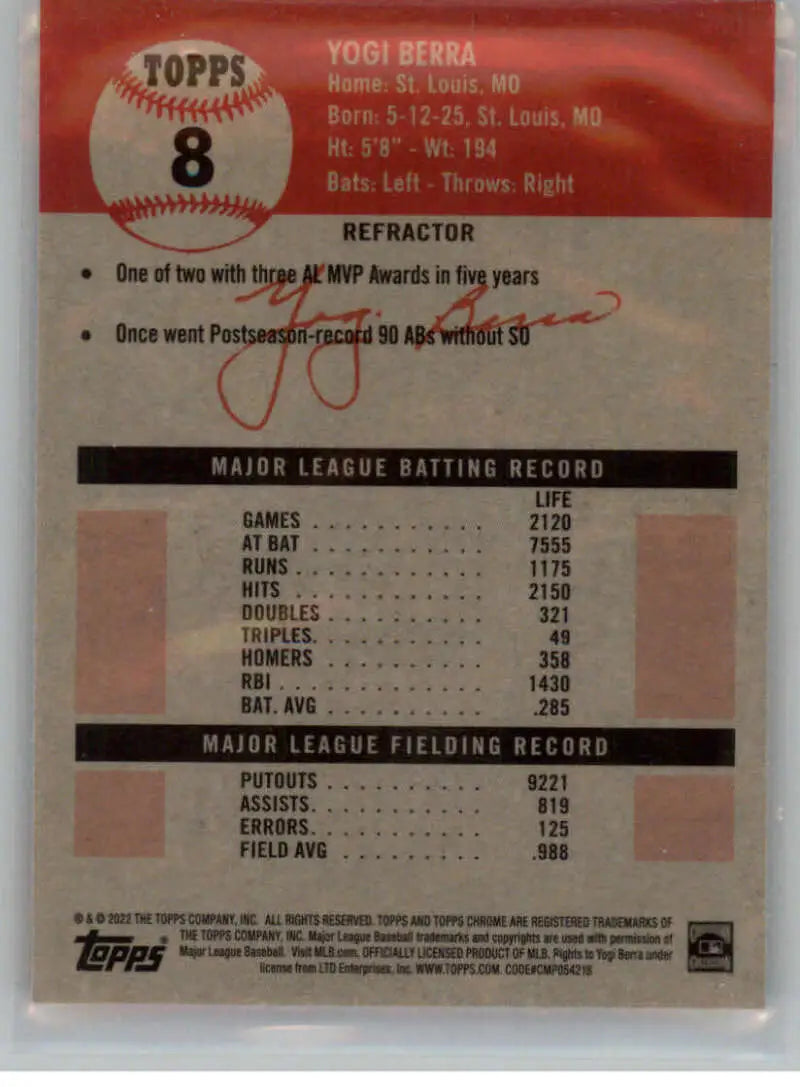 TOPPS
8
YOGI BERRA
Home: St. Louis, MO
Born: 5-12-25, St. Louis, MO
Ht: 5'8" - Wt: 194
Bats: Left - Throws: Right
REFRACTOR
• One of two with three AL MVP Awards in five years
Yogi Berra
• Once went Postseason-record 90 ABs without SO
MAJOR LEAGUE BATTING RECORD
LIFE
GAMES . . . . . . . . . . . 2120
AT BAT . . . . . . . . . . 7555
RUNS . . . . . . . . . . . 1175
HITS . . . . . . . . . . . 2150
DOUBLES . . . . . . . . . . 321
TRIPLES. . . . . . . . . . 49
HOMERS . . . . . . . . . . 358
RBI . . . . . . . . . . . . 1430
BAT. AVG . . . . . . . . . . .285
MAJOR LEAGUE FIELDING RECORD
PUTOUTS . . . . . . . . . . 9221
ASSISTS. . . . . . . . . . 819
ERRORS. . . . . . . . . . 125
FIELD AVG . . . . . . . . . .988
® & © 2022 THE TOPPS COMPANY, INC. ALL RIGHTS RESERVED. TOPPS AND TOPPS CHROME ARE REGISTERED TRADEMARKS OF
THE TOPPS COMPANY, INC. Major League Baseball trademarks and copyrights are used with permission of
Major League Baseball. Visit MLB.com. OFFICIALLY LICENSED PRODUCT OF MLB. Rights to Yogi Berra under
license from LTD Enterprises, Inc. WWW.TOPPS.COM. CODE#CMP054218
topps®